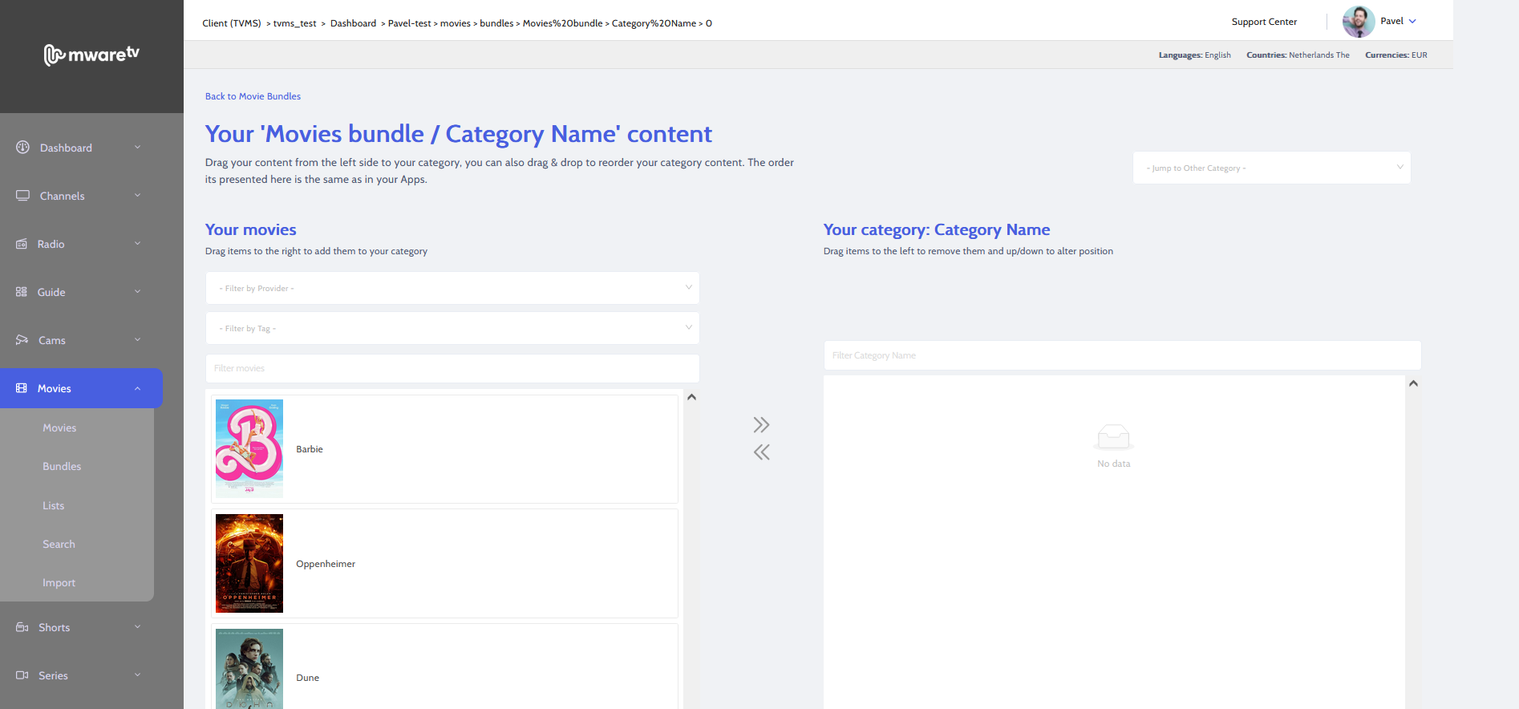 Client (TVMS) > tvms_test > Dashboard > Pavel-test > movies > bundles > Movies%20bundle > Category%20Name > 0
Support Center
Pavel
mwaretv
Languages: English Countries: Netherlands The Currencies: EUR
Back to Movie Bundles
Your 'Movies bundle / Category Name' content
Drag your content from the left side to your category, you can also drag & drop to reorder your category content. The order
its presented here is the same as in your Apps.
- Jump to Other Category -
Dashboard
Channels
Radio
Guide
Cams
Movies
Movies
Bundles
Lists
Search
Import
Shorts
Series
Your movies
Drag items to the right to add them to your category
- Filter by Provider -
- Filter by Tag -
Filter movies
Barbie
OPPENHEIMER
Oppenheimer
Dune
Your category: Category Name
Drag items to the left to remove them and up/down to alter position
Filter Category Name
No data